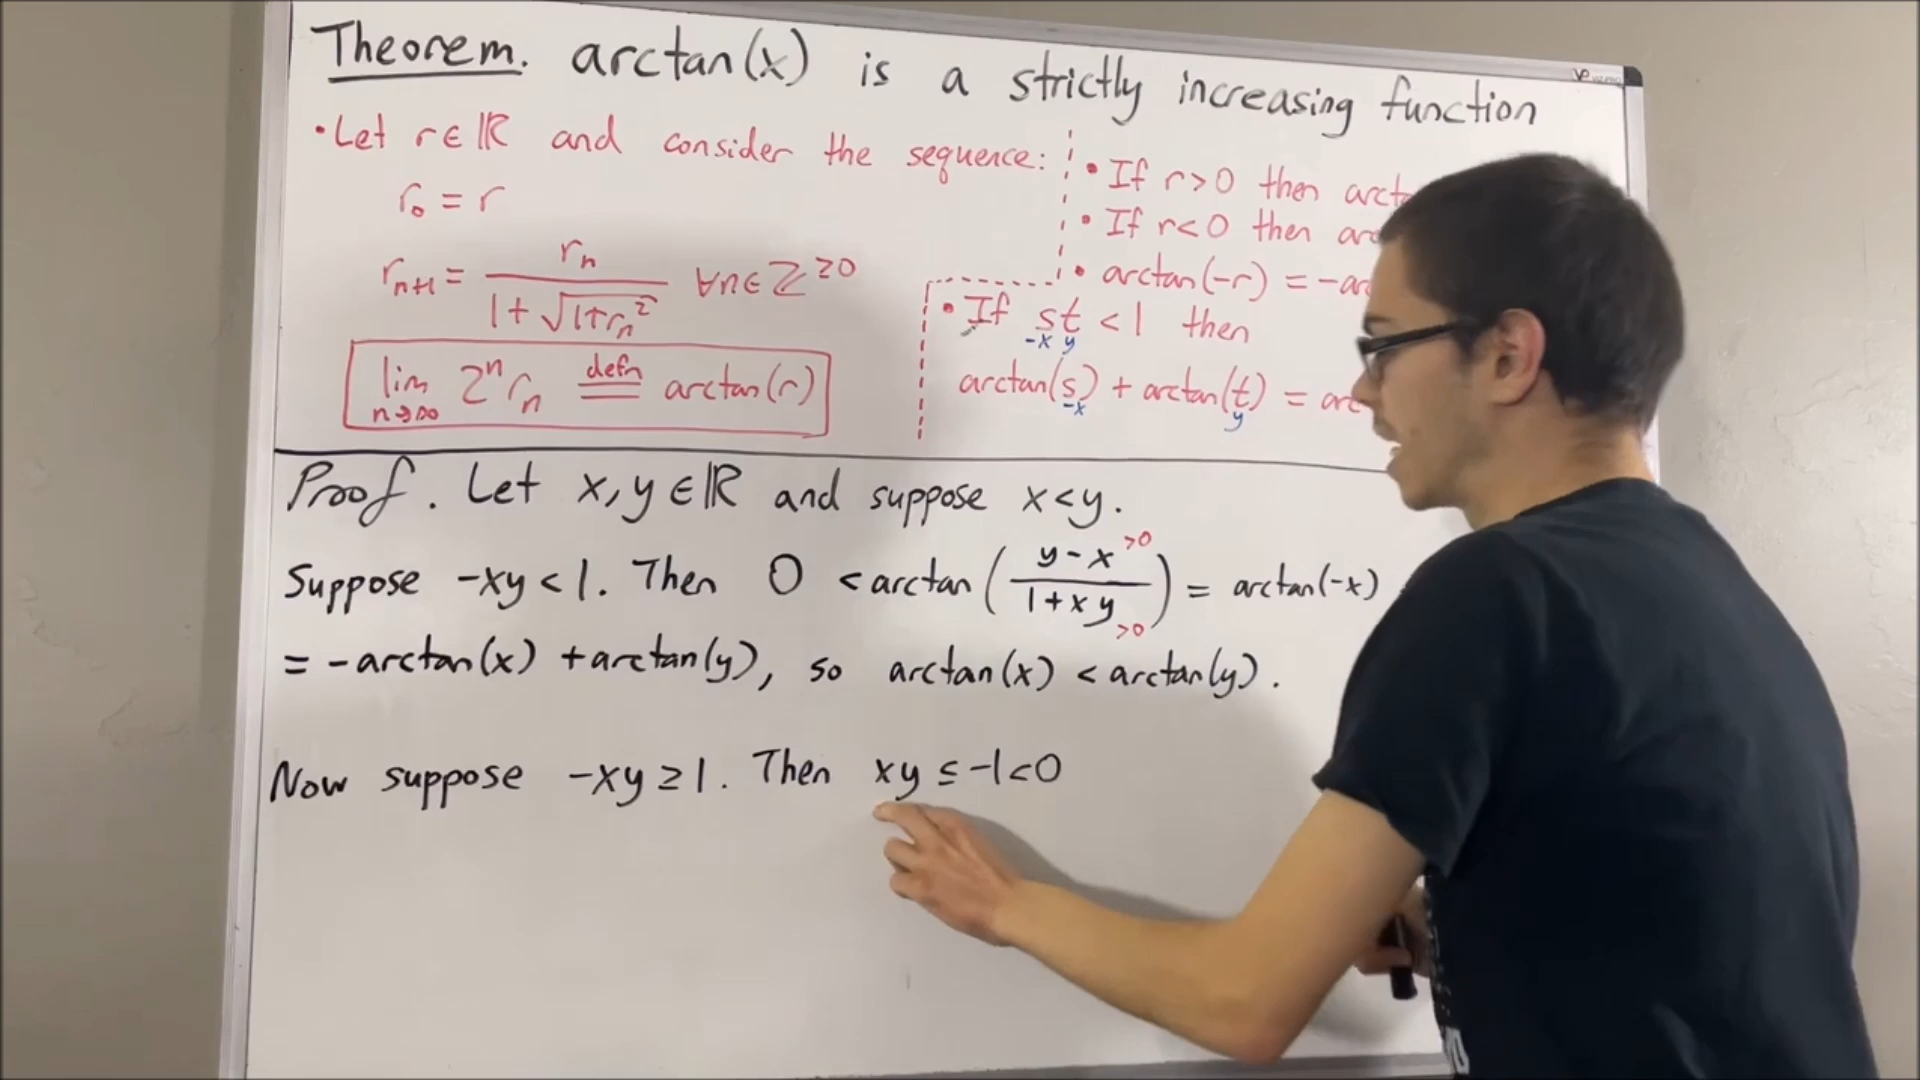 Theorem. arctan(x) is a strictly increasing function
• Let r∈ℝ and consider the sequence:
r₀ = r
rₙ₊₁ = rₙ / (1+√(1+rₙ²)) ∀n∈ℤ^≥0
lim n→∞ 2ⁿrₙ defn = arctan(r)
• If r>0 then
• If r<0 then
• arctan(-r) =
• If st < 1 then
-x y
arctan(s) + arctan(t) =
-x y
Proof. Let x,y∈ℝ and suppose x<y.
Suppose -xy<1. Then 0 < arctan( (y-x >0) / (1+xy >0) ) = arctan(-x)
= -arctan(x) + arctan(y), so arctan(x) < arctan(y).
Now suppose -xy≥1. Then xy ≤ -1<0